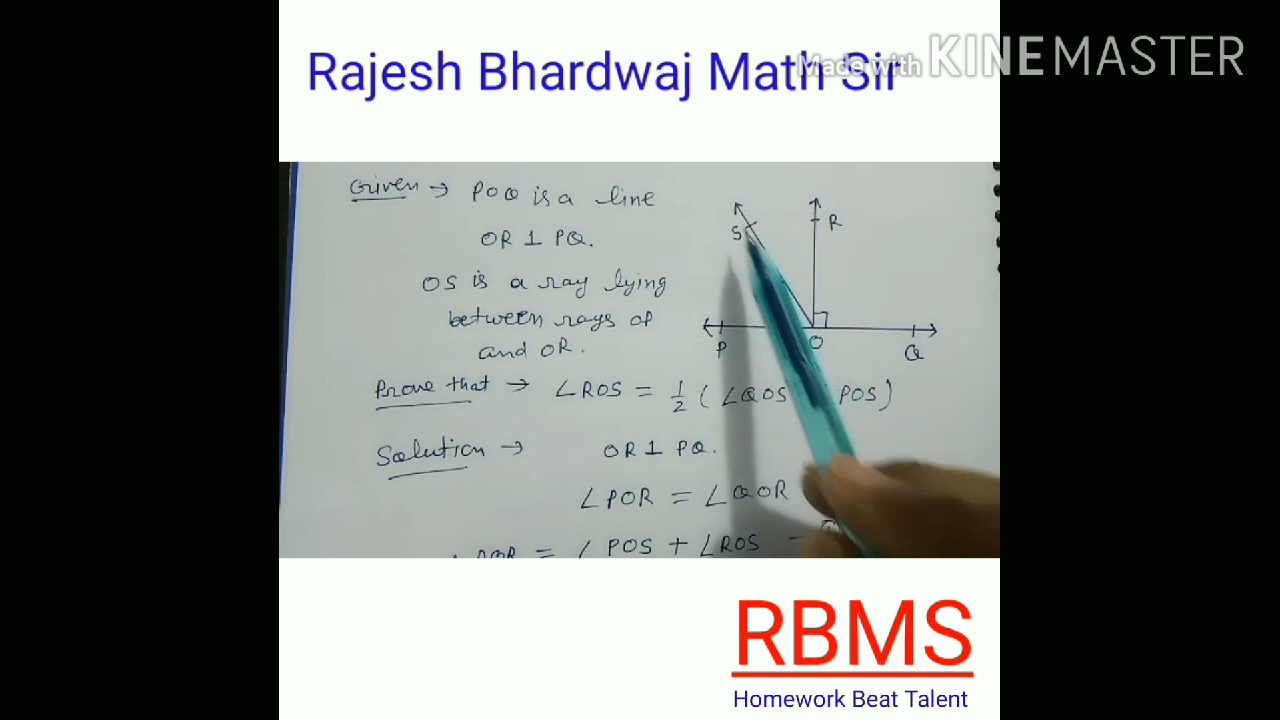 Rajesh Bhardwaj Math Sir
Made with KINEMASTER
Given → POQ is a line
OR ⊥ PQ.
OS is a ray lying
between rays OP
and OR.
S
R
P
O
Q
Prove that → ∠ROS = 1/2 (∠QOS POS)
Solution → OR ⊥ PQ.
∠POR = ∠QOR
= ∠POS + ∠ROS -
RBMS
Homework Beat Talent